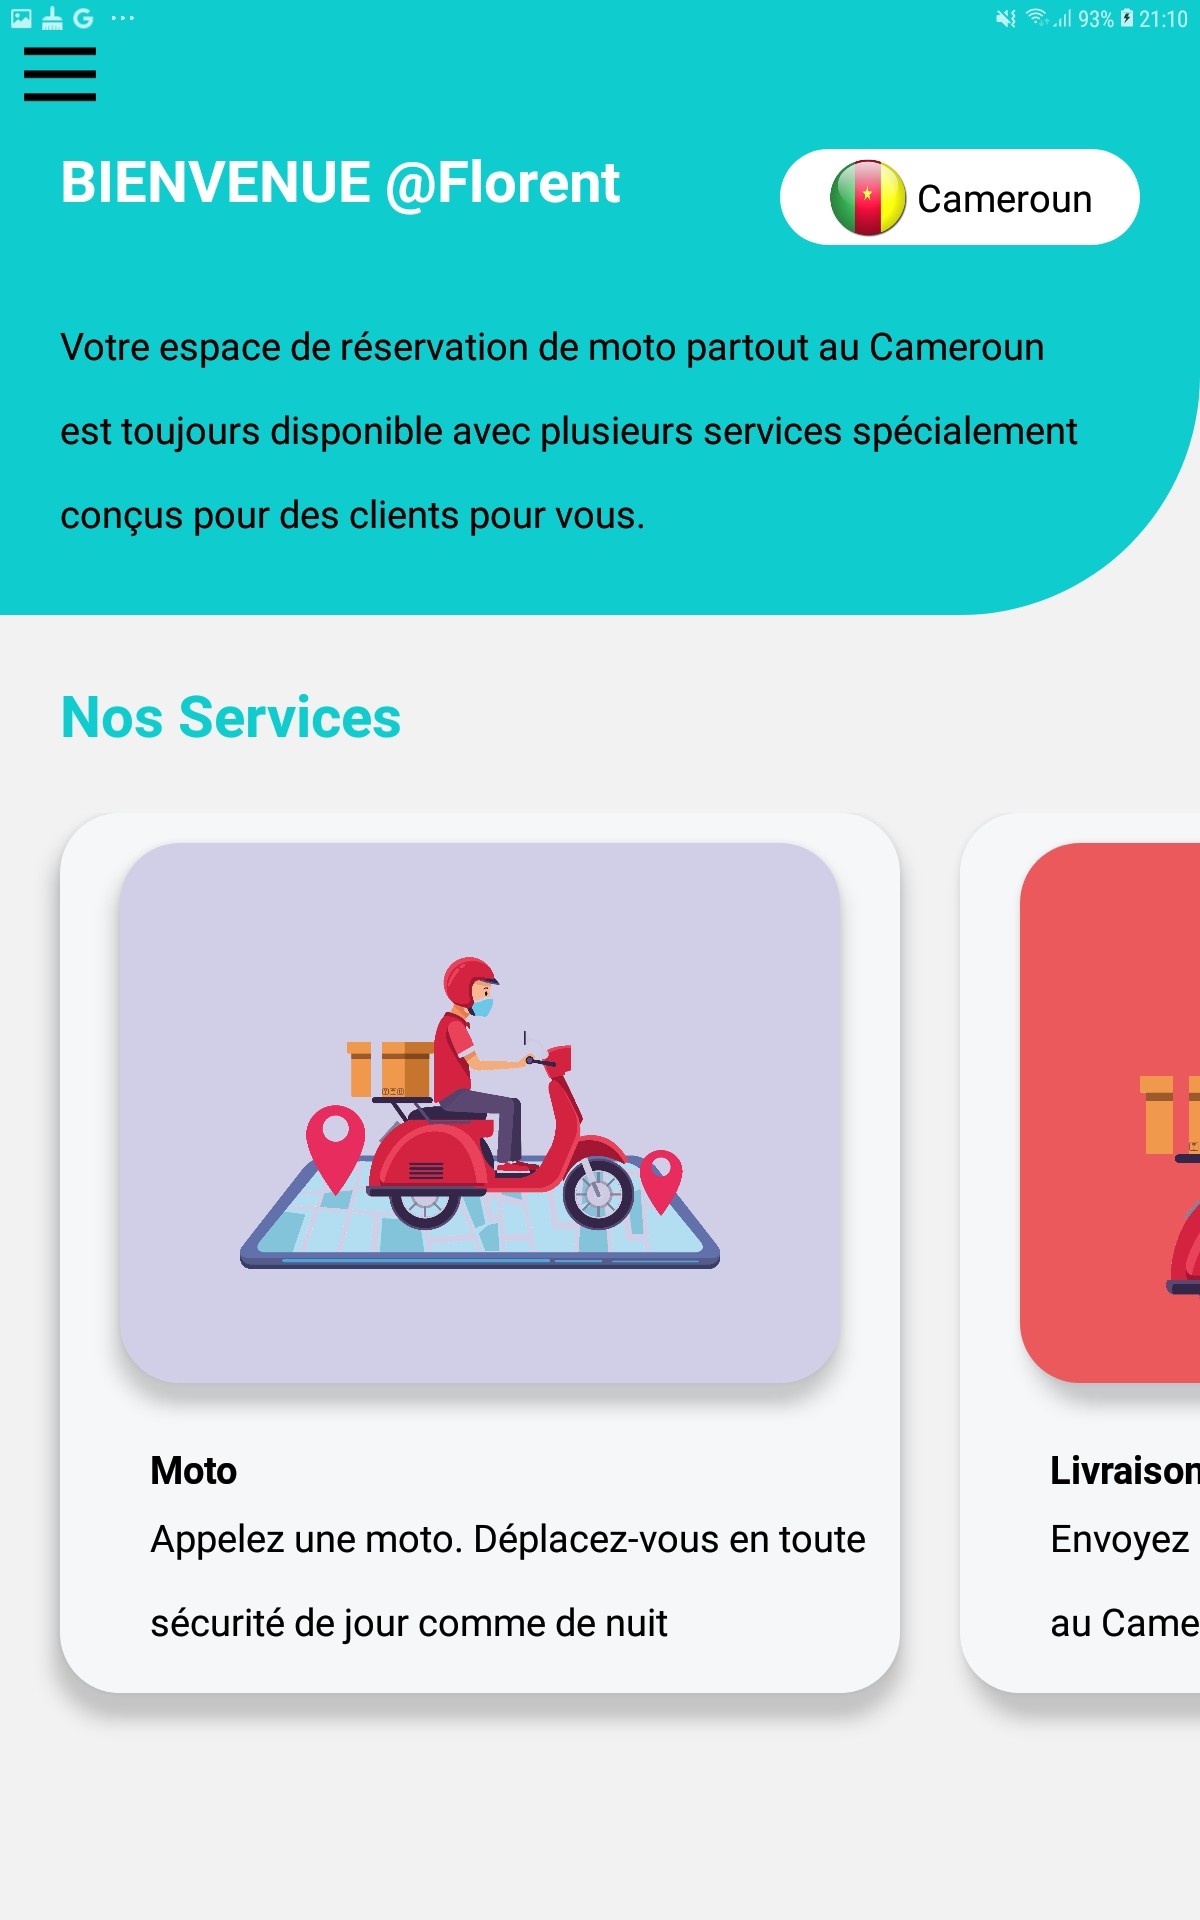 93% 21:10
BIENVENUE @Florent
Cameroun
Votre espace de réservation de moto partout au Cameroun
est toujours disponible avec plusieurs services spécialement
conçus pour des clients pour vous.
Nos Services
Moto
Appelez une moto. Déplacez-vous en toute
sécurité de jour comme de nuit
Livraison
Envoyez
au Came